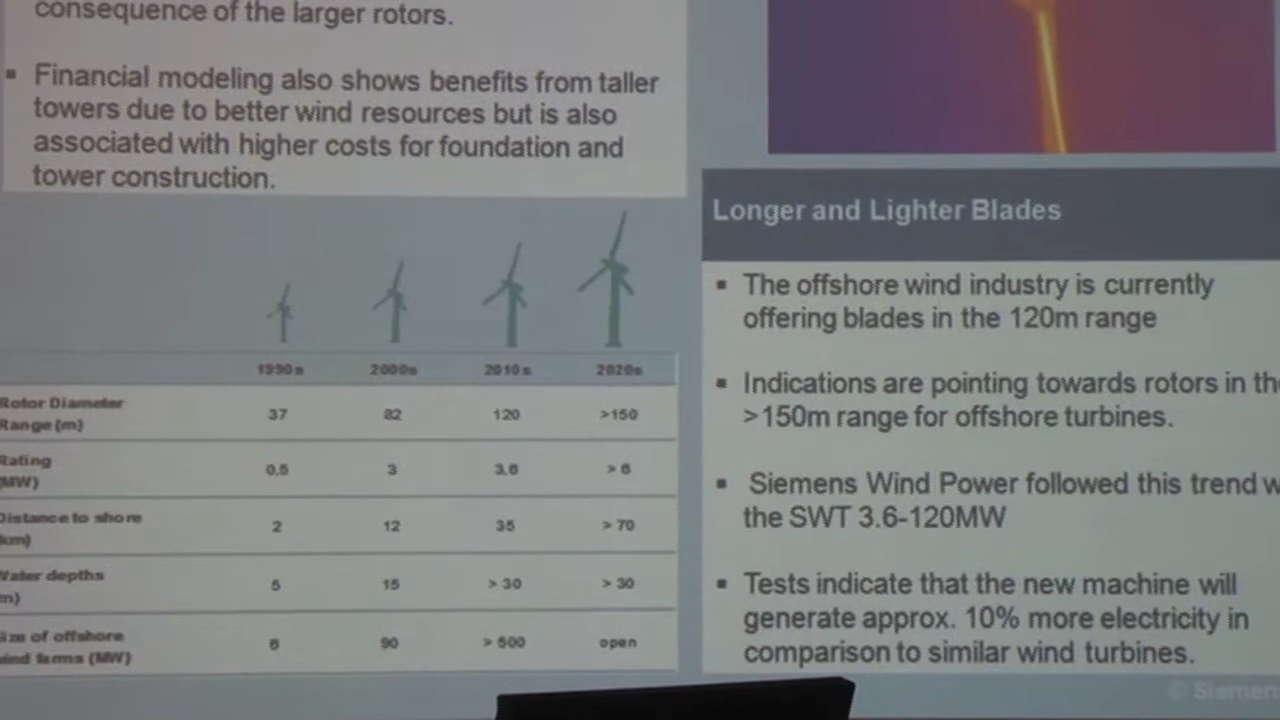 consequence of the larger rotors.
▪ Financial modeling also shows benefits from taller
towers due to better wind resources but is also
associated with higher costs for foundation and
tower construction.
1990s 2000s 2010s 2020s
Rotor Diameter
Range (m) 37 82 120 >150
Rating
(MW) 0,5 3 3,6 > 6
Distance to shore
km) 2 12 35 > 70
Water depths
m) 5 15 > 30 > 30
ize of offshore
ind farms (MW) 6 90 > 500 open
Longer and Lighter Blades
▪ The offshore wind industry is currently
offering blades in the 120m range
▪ Indications are pointing towards rotors in th
>150m range for offshore turbines.
▪ Siemens Wind Power followed this trend w
the SWT 3.6-120MW
▪ Tests indicate that the new machine will
generate approx. 10% more electricity in
comparison to similar wind turbines.
© Siemen